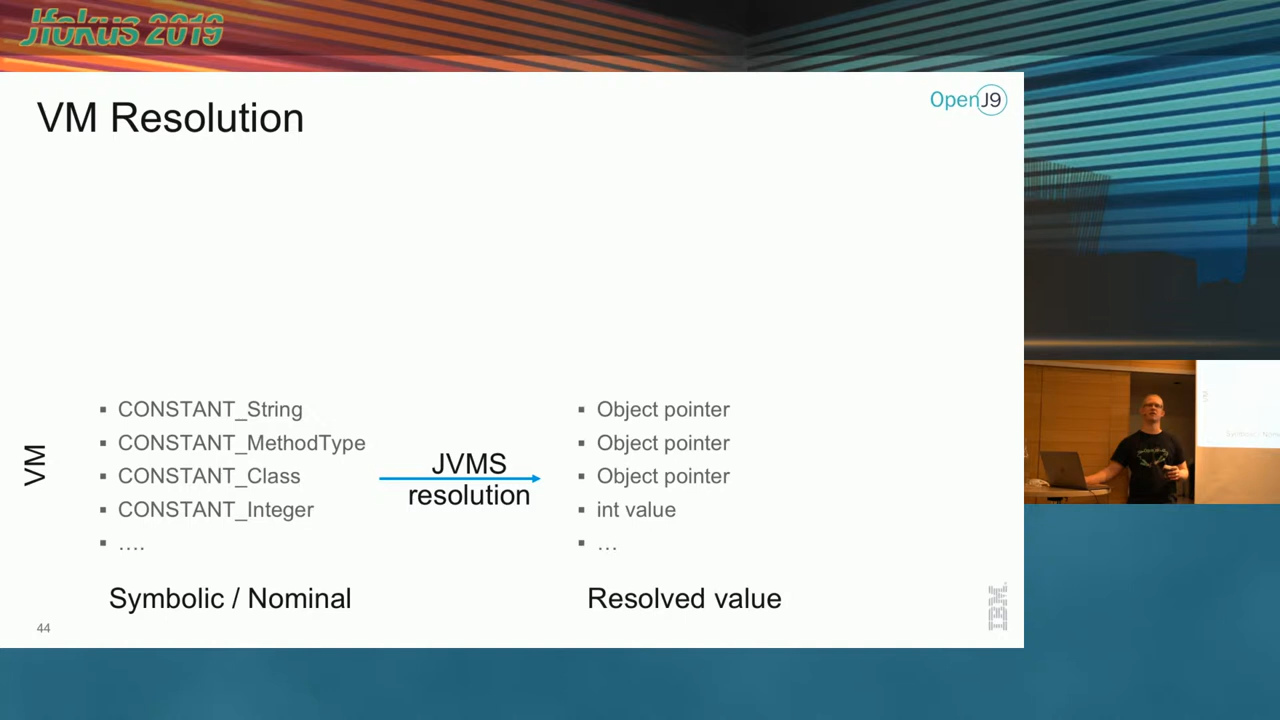 Jfokus 2019
VM Resolution
OpenJ9
VM
▪ CONSTANT_String
▪ CONSTANT_MethodType
▪ CONSTANT_Class
▪ CONSTANT_Integer
▪ ….
JVMS
resolution
▪ Object pointer
▪ Object pointer
▪ Object pointer
▪ int value
▪ …
Symbolic / Nominal
Resolved value
44
IBM